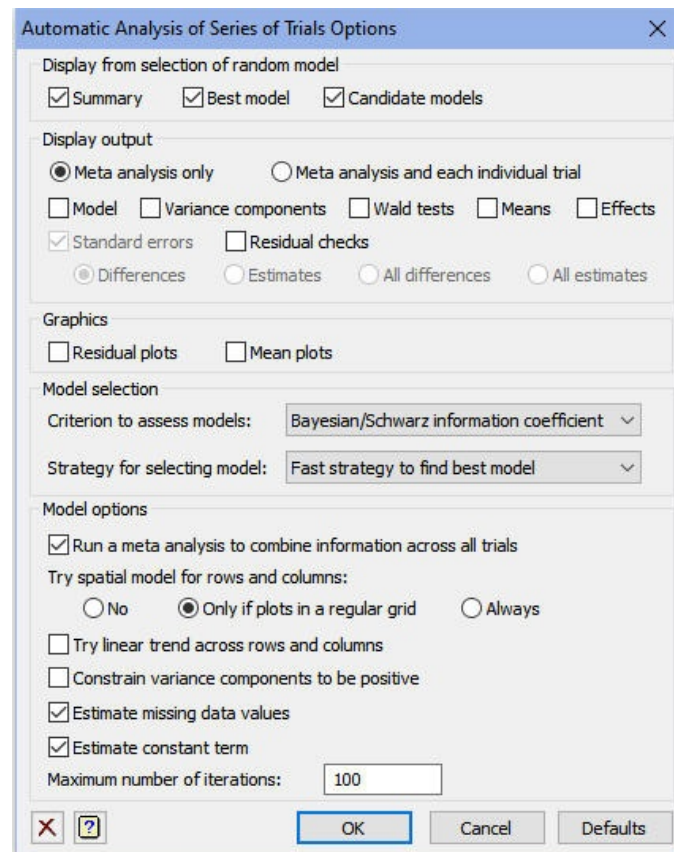 Automatic Analysis of Series of Trials Options
Display from selection of random model
Summary Best model Candidate models
Display output
Meta analysis only Meta analysis and each individual trial
Model Variance components Wald tests Means Effects
Standard errors Residual checks
Differences Estimates All differences All estimates
Graphics
Residual plots Mean plots
Model selection
Criterion to assess models: Bayesian/Schwarz information coefficient
Strategy for selecting model: Fast strategy to find best model
Model options
Run a meta analysis to combine information across all trials
Try spatial model for rows and columns:
No Only if plots in a regular grid Always
Try linear trend across rows and columns
Constrain variance components to be positive
Estimate missing data values
Estimate constant term
Maximum number of iterations: 100
? OK Cancel Defaults